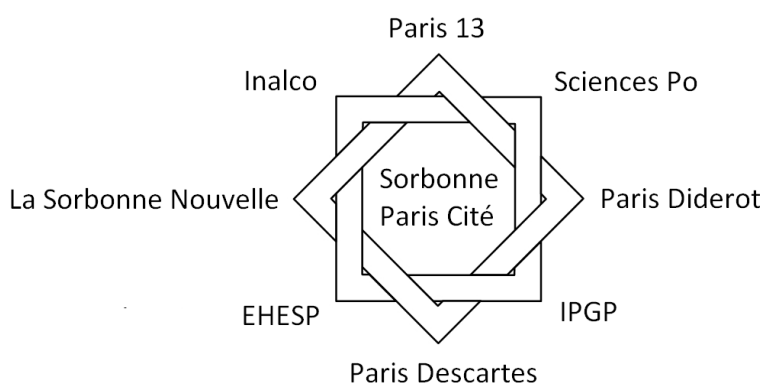 Paris 13
Inalco
Sciences Po
La Sorbonne Nouvelle
Sorbonne
Paris Cité
Paris Diderot
EHESP
IPGP
Paris Descartes